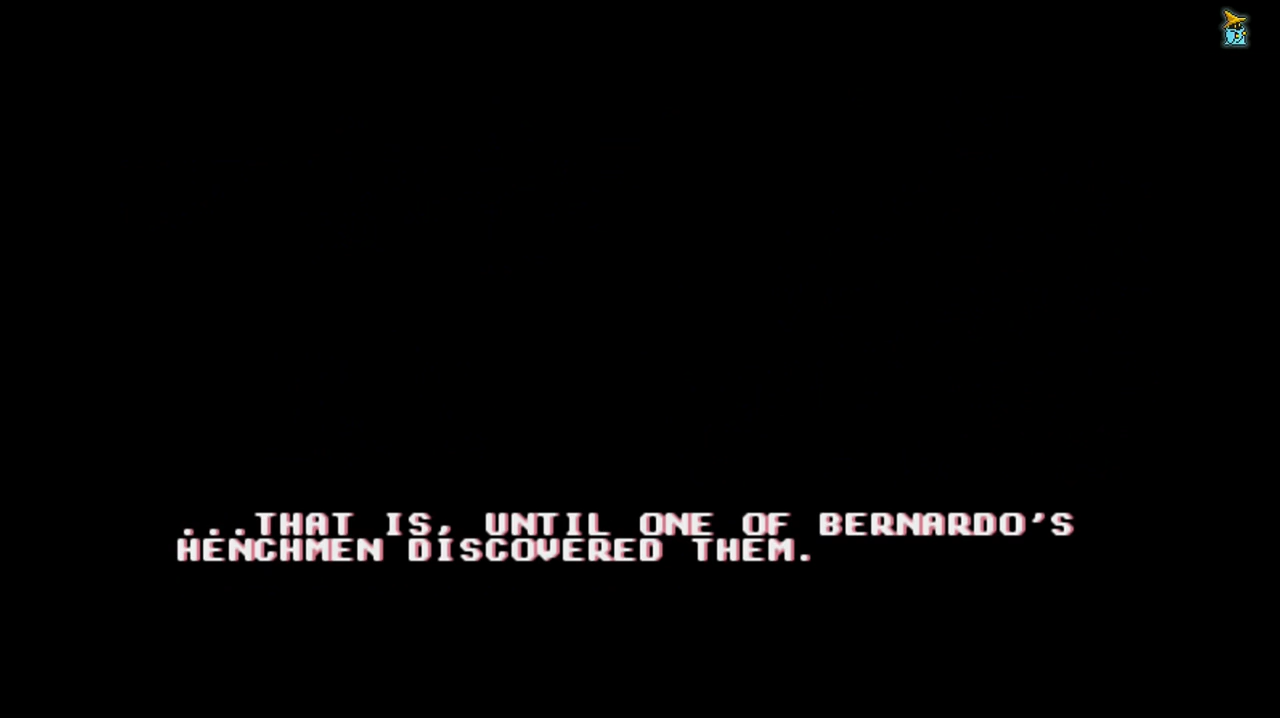 ...THAT IS, UNTIL ONE OF BERNARDO'S
HENCHMEN DISCOVERED THEM.